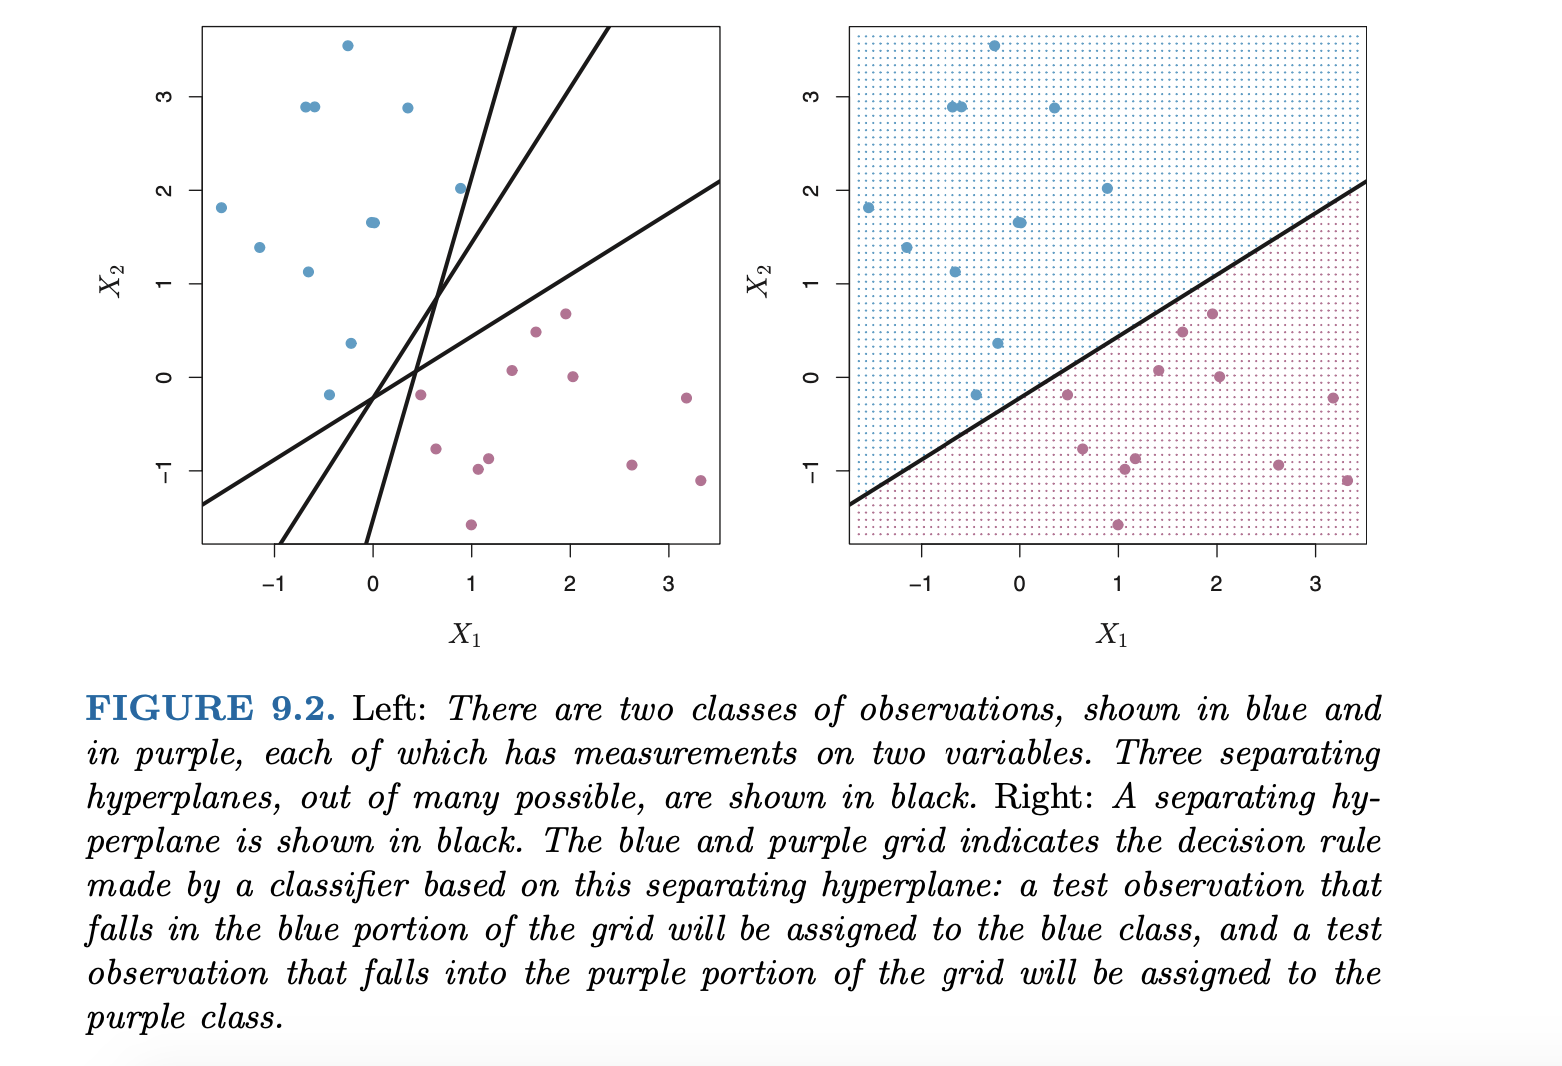 3
2
1
0
−1
X2
−1
0
1
2
3
X1
3
2
1
0
−1
X2
−1
0
1
2
3
X1
FIGURE 9.2. Left: There are two classes of observations, shown in blue and
in purple, each of which has measurements on two variables. Three separating
hyperplanes, out of many possible, are shown in black. Right: A separating hy-
perplane is shown in black. The blue and purple grid indicates the decision rule
made by a classifier based on this separating hyperplane: a test observation that
falls in the blue portion of the grid will be assigned to the blue class, and a test
observation that falls into the purple portion of the grid will be assigned to the
purple class.